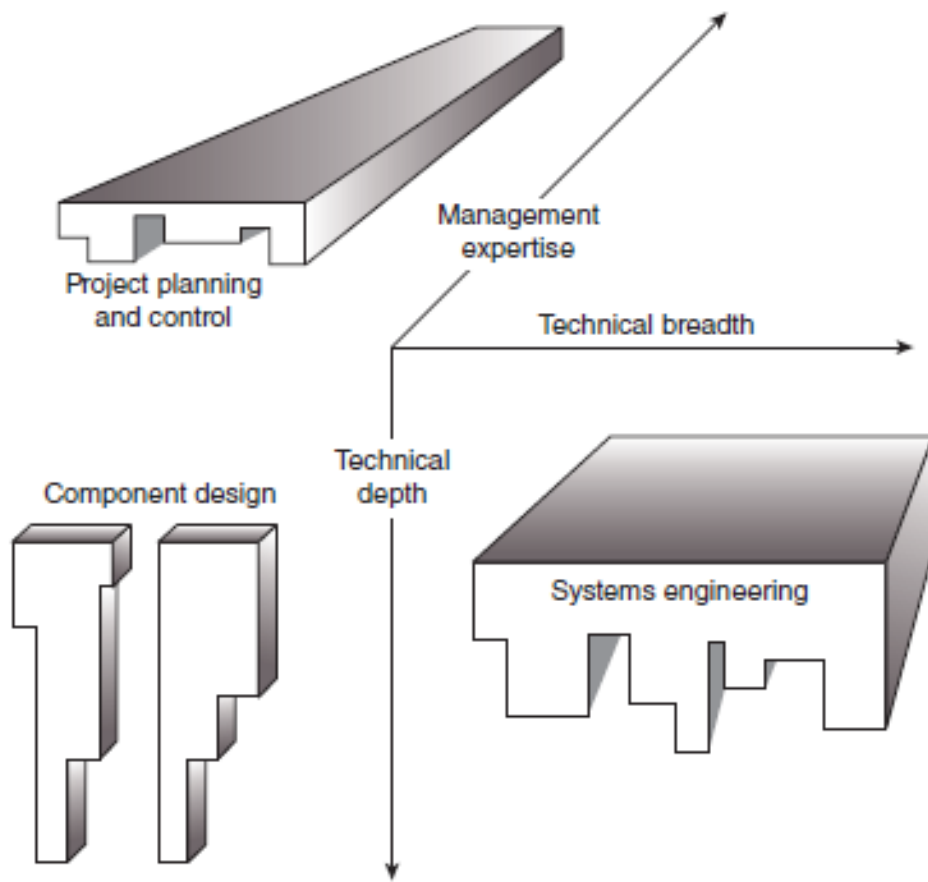 Management
expertise
Project planning
and control
Technical breadth
Technical
depth
Component design
Systems engineering